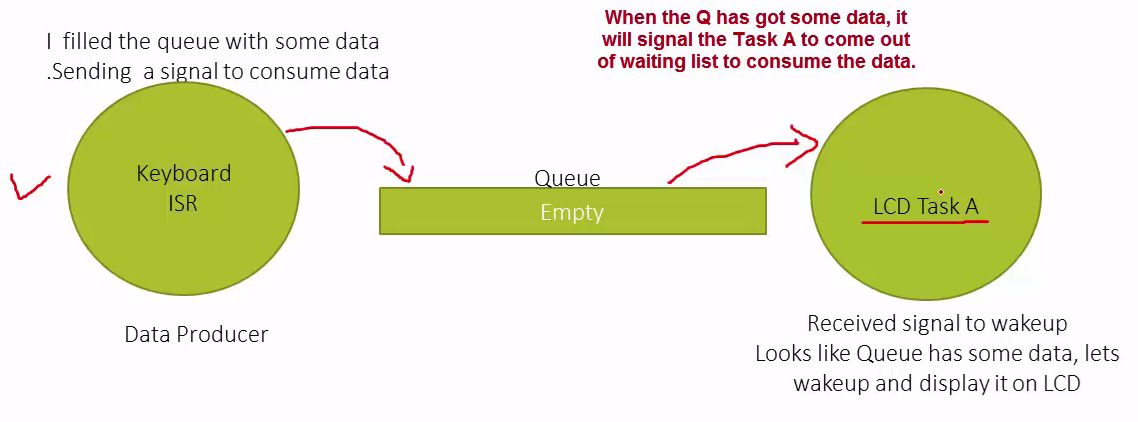 I filled the queue with some data
.Sending a signal to consume data
When the Q has got some data, it
will signal the Task A to come out
of waiting list to consume the data.
Keyboard
ISR
Queue
Empty
LCD Task A
Data Producer
Received signal to wakeup
Looks like Queue has some data, lets
wakeup and display it on LCD